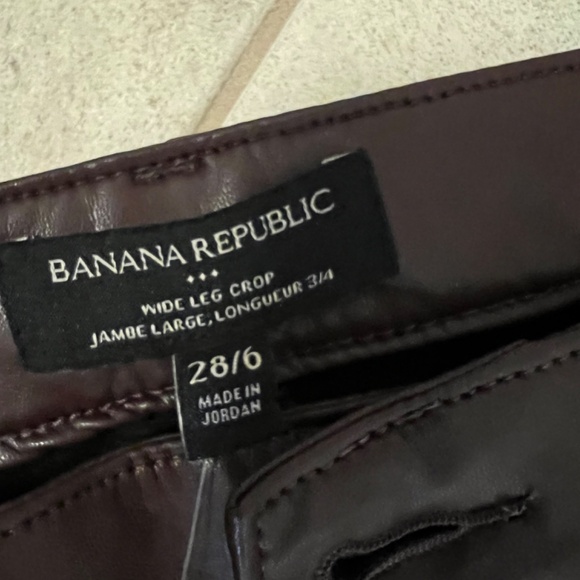 BANANA REPUBLIC
WIDE LEG CROP
JAMBE LARGE, LONGUEUR 3/4
28/6
MADE IN
JORDAN